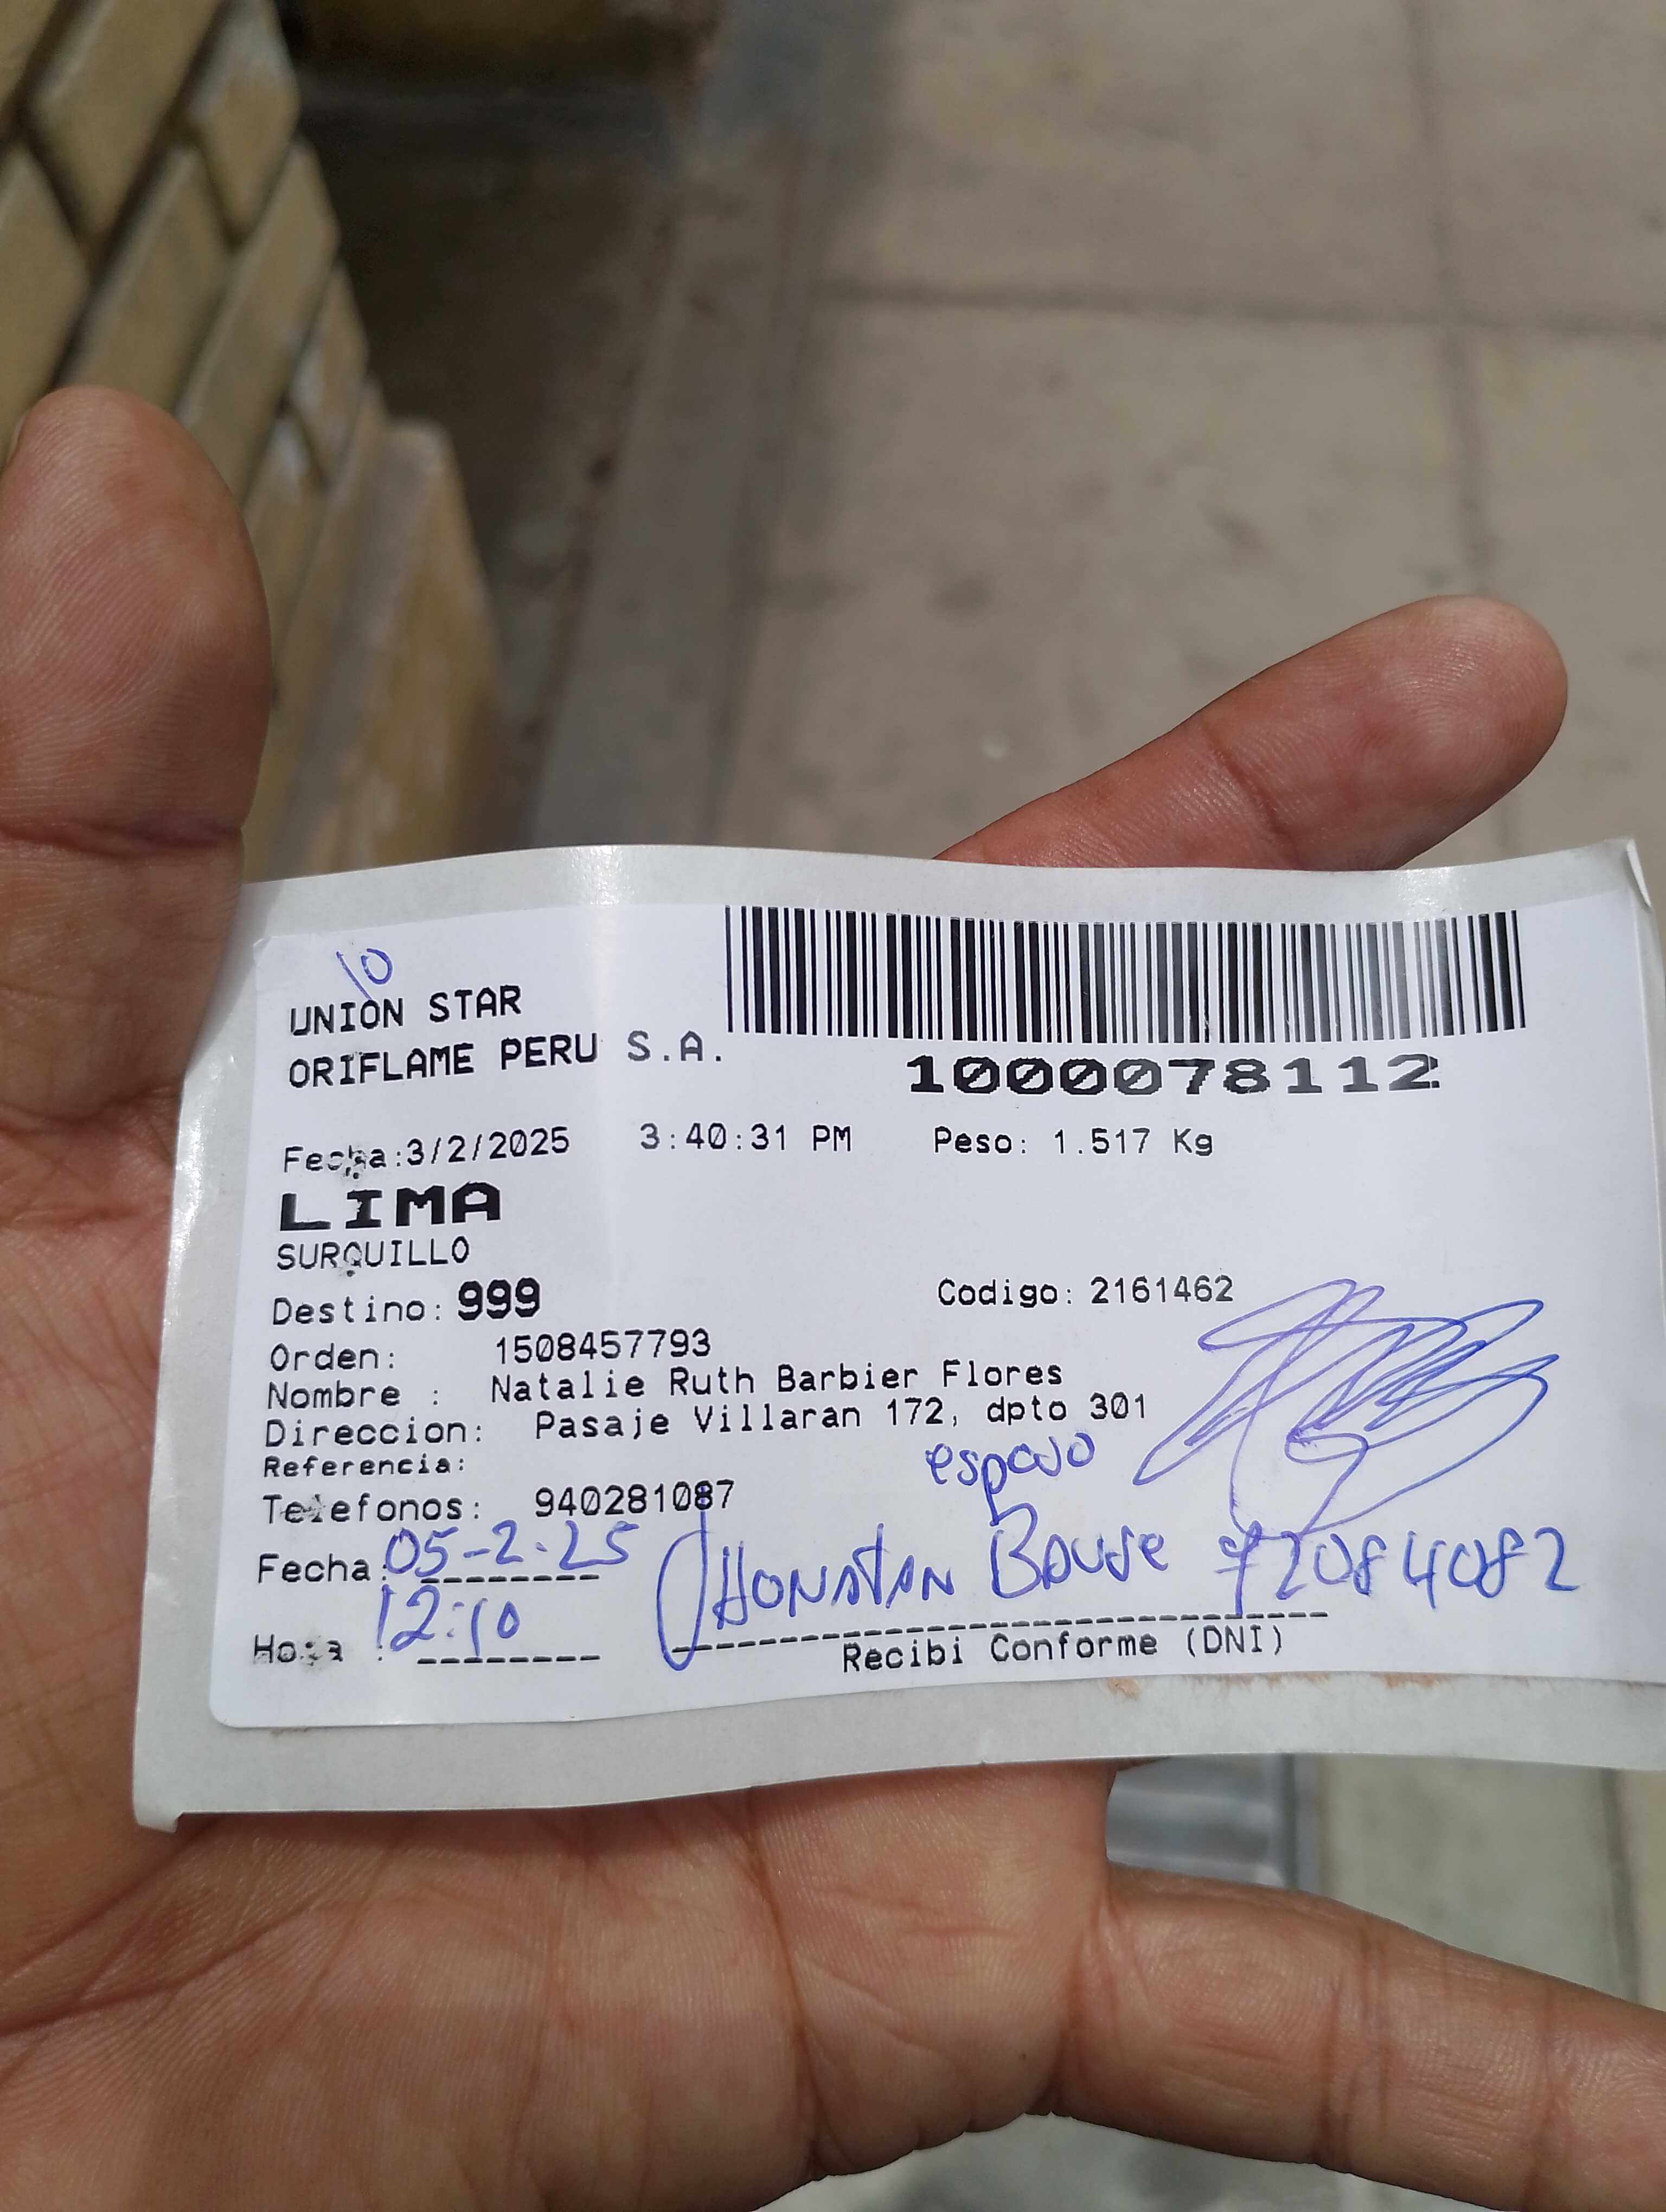 10
UNION STAR
ORIFLAME PERU S.A.
1000078112
Fecha:3/2/2025 3:40:31 PM Peso: 1.517 Kg
LIMA
SURQUILLO
Destino: 999 Codigo: 2161462
Orden: 1508457793
Nombre : Natalie Ruth Barbier Flores
Direccion: Pasaje Villaran 172, dpto 301
Referencia:
esposo
Telefonos: 940281087
Fecha: 05-2-25
JHONATAN 72084082
Hora : 12:10
Recibi Conforme (DNI)